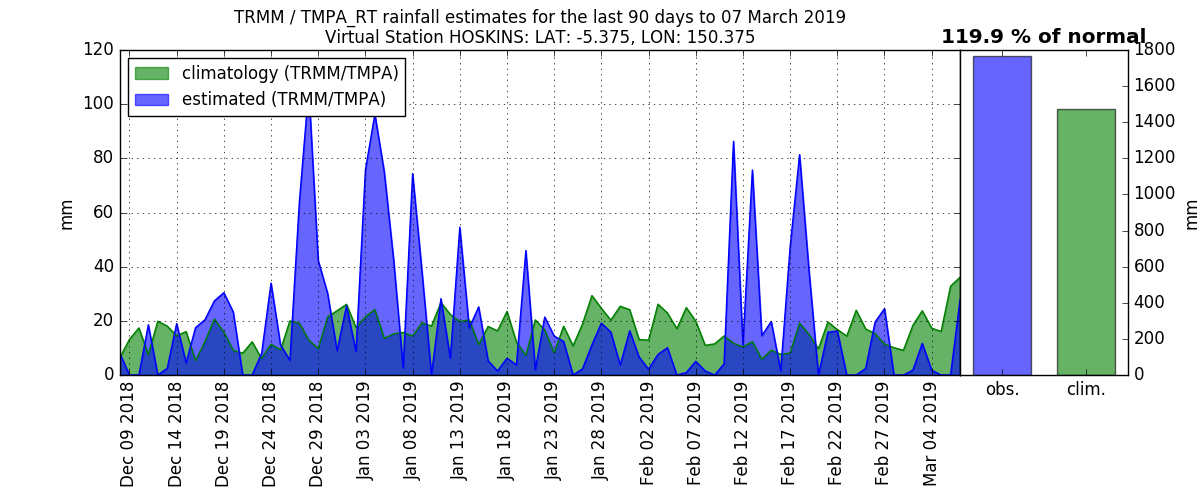 TRMM / TMPA_RT rainfall estimates for the last 90 days to 07 March 2019
Virtual Station HOSKINS: LAT: -5.375, LON: 150.375
119.9 % of normal
climatology (TRMM/TMPA)
estimated (TRMM/TMPA)
120
100
80
60
40
20
0
mm
1800
1600
1400
1200
1000
800
600
400
200
0
mm
Dec 09 2018
Dec 14 2018
Dec 19 2018
Dec 24 2018
Dec 29 2018
Jan 03 2019
Jan 08 2019
Jan 13 2019
Jan 18 2019
Jan 23 2019
Jan 28 2019
Feb 02 2019
Feb 07 2019
Feb 12 2019
Feb 17 2019
Feb 22 2019
Feb 27 2019
Mar 04 2019
obs.
clim.